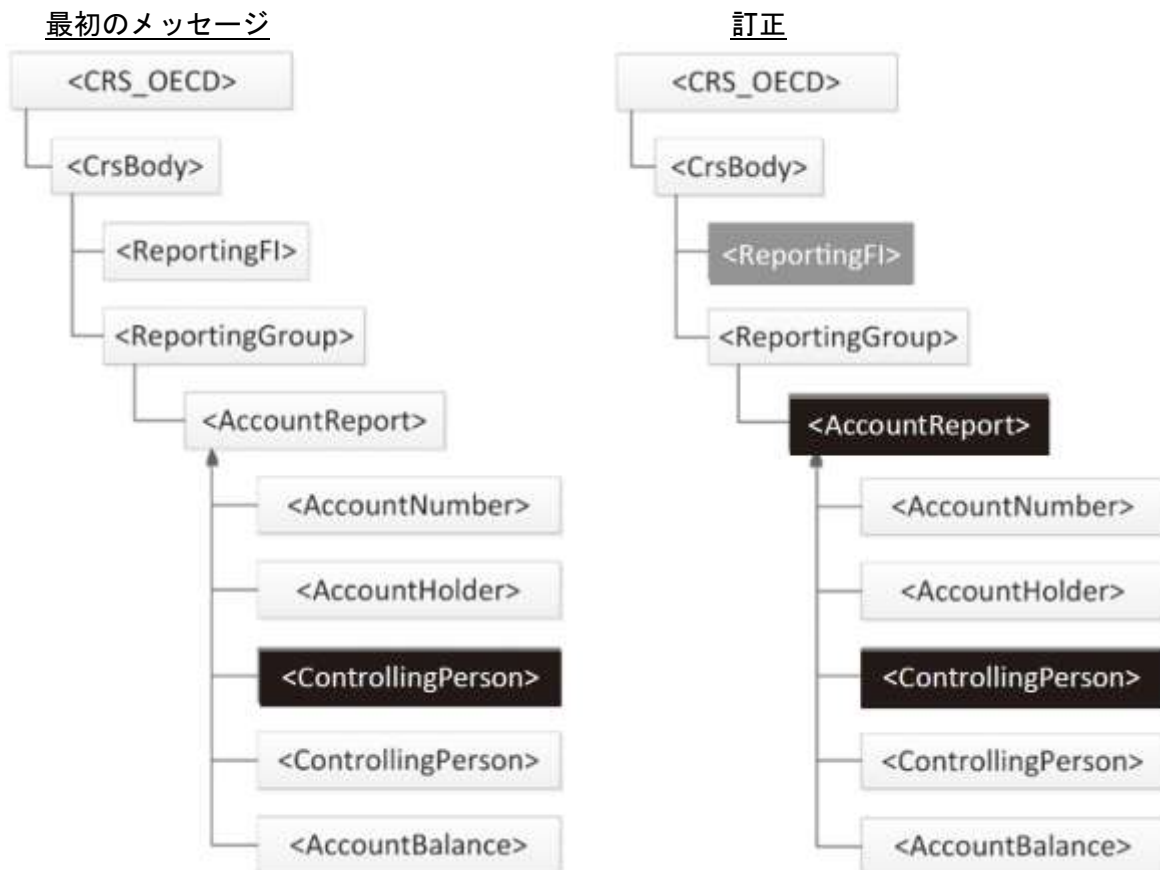 最初のメッセージ
<CRS_OECD>
<CrsBody>
<ReportingFI>
<ReportingGroup>
<AccountReport>
<AccountNumber>
<AccountHolder>
<ControllingPerson>
<ControllingPerson>
<AccountBalance>
訂正
<CRS_OECD>
<CrsBody>
<ReportingFI>
<ReportingGroup>
<AccountReport>
<AccountNumber>
<AccountHolder>
<ControllingPerson>
<ControllingPerson>
<AccountBalance>